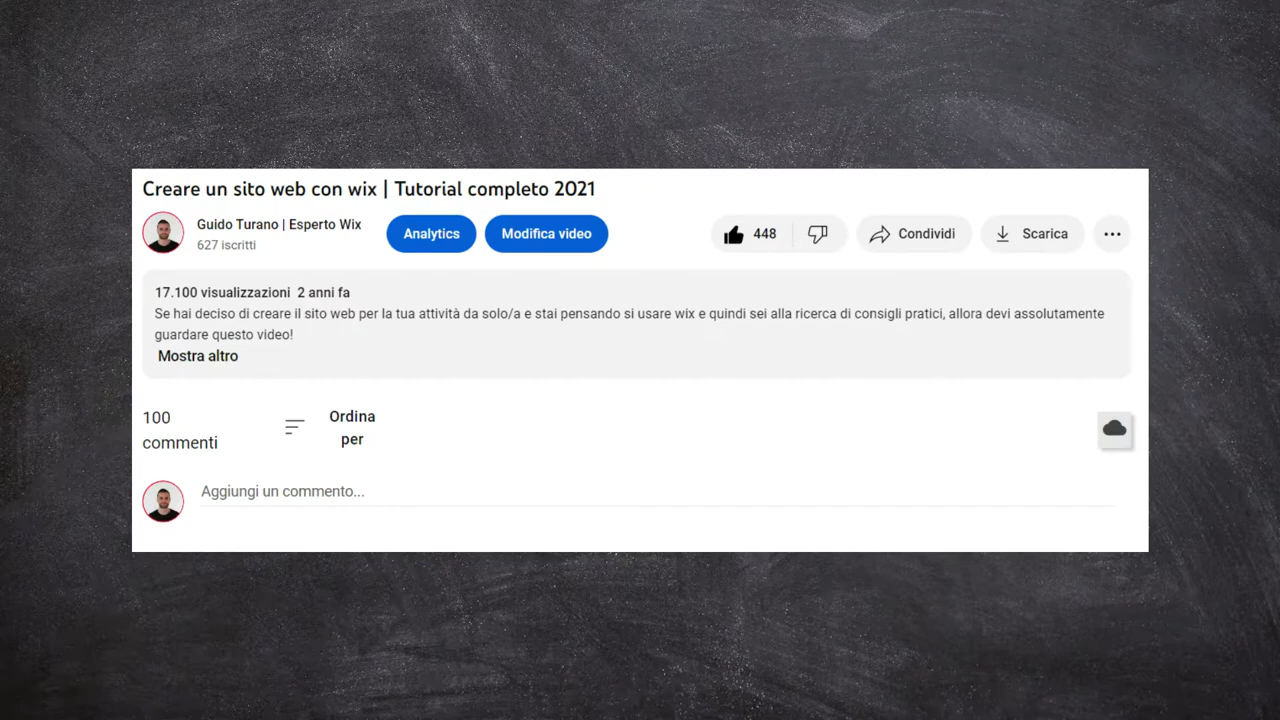 Creare un sito web con wix | Tutorial completo 2021
Guido Turano | Esperto Wix
627 iscritti
Analytics
Modifica video
448
Condividi
Scarica
17.100 visualizzazioni 2 anni fa
Se hai deciso di creare il sito web per la tua attività da solo/a e stai pensando si usare wix e quindi sei alla ricerca di consigli pratici, allora devi assolutamente
guardare questo video!
Mostra altro
100
commenti
Ordina
per
Aggiungi un commento...